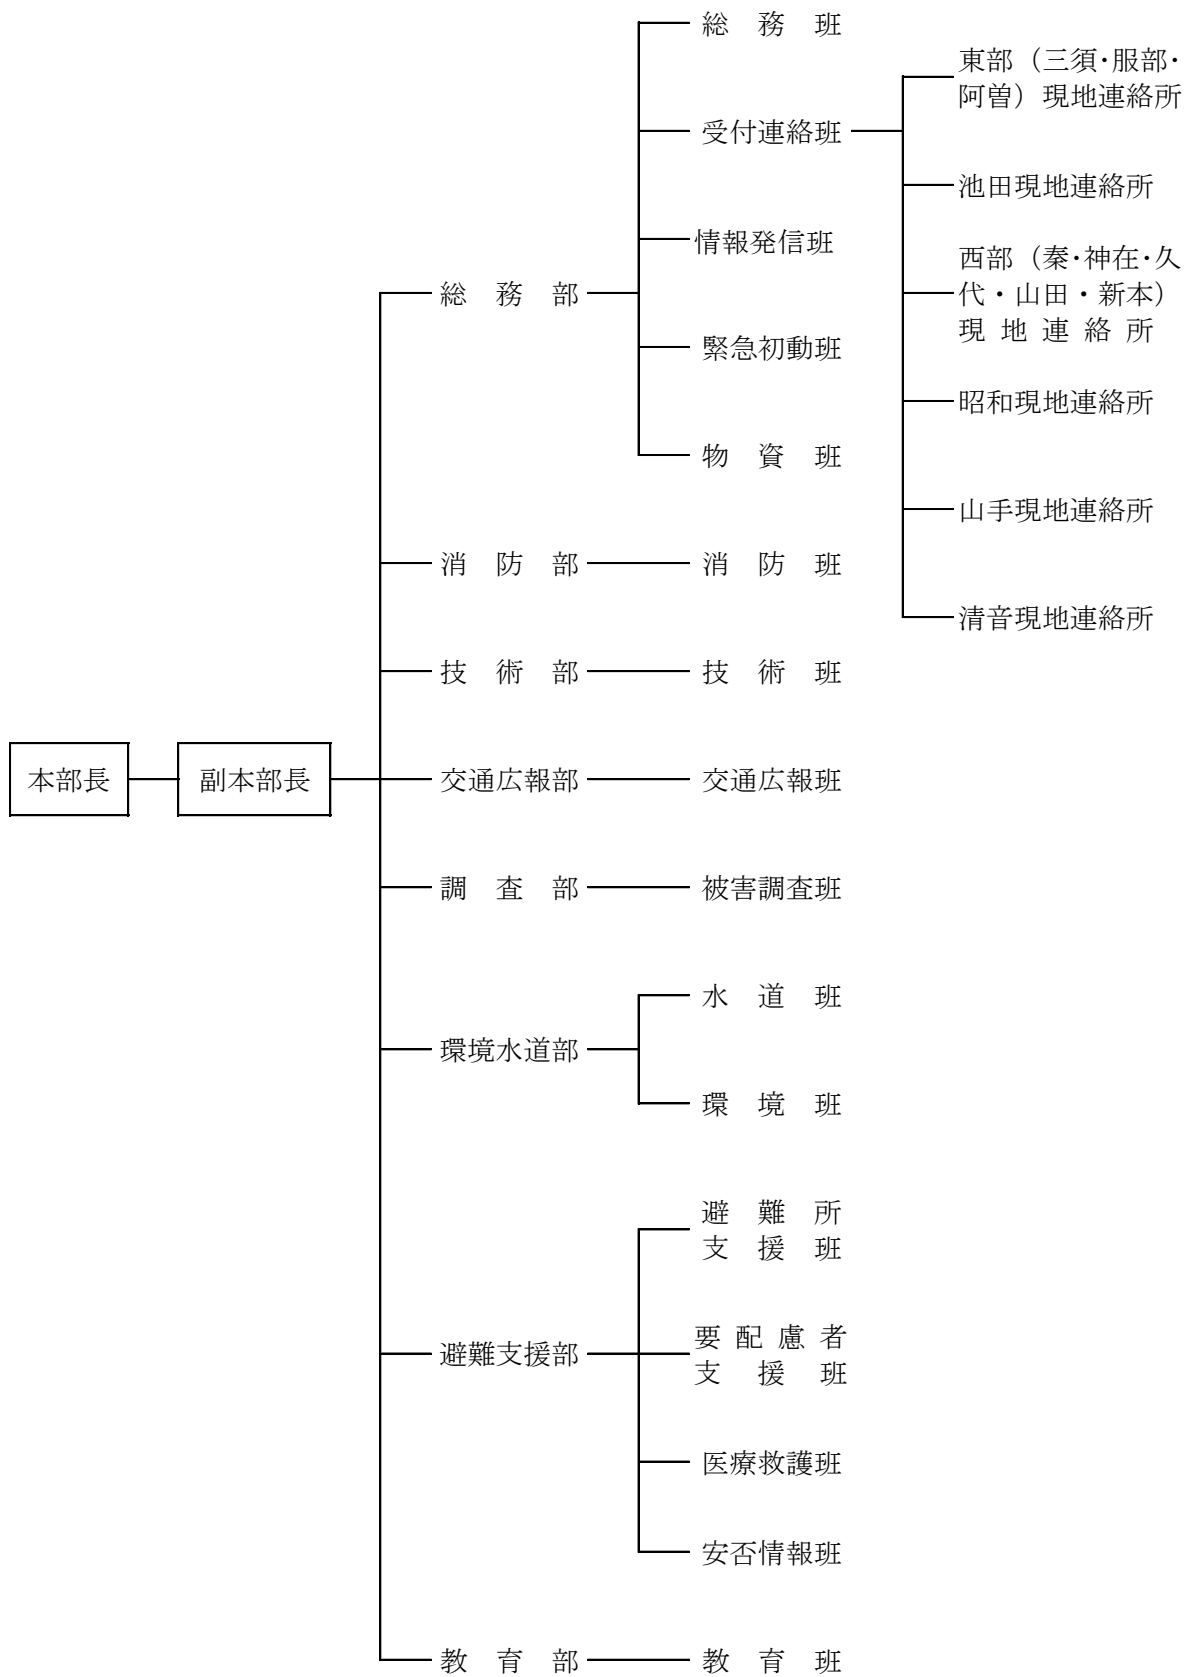 本部長
副本部長
総務部
総務班
受付連絡班
東部（三須・服部・
阿曽）現地連絡所
池田現地連絡所
西部（秦・神在・久
代・山田・新本）
現地連絡所
昭和現地連絡所
山手現地連絡所
清音現地連絡所
情報発信班
緊急初動班
物資班
消防部
消防班
技術部
技術班
交通広報部
交通広報班
調査部
被害調査班
環境水道部
水道班
環境班
避難支援部
避難所
支援班
要配慮者
支援班
医療救護班
安否情報班
教育部
教育班